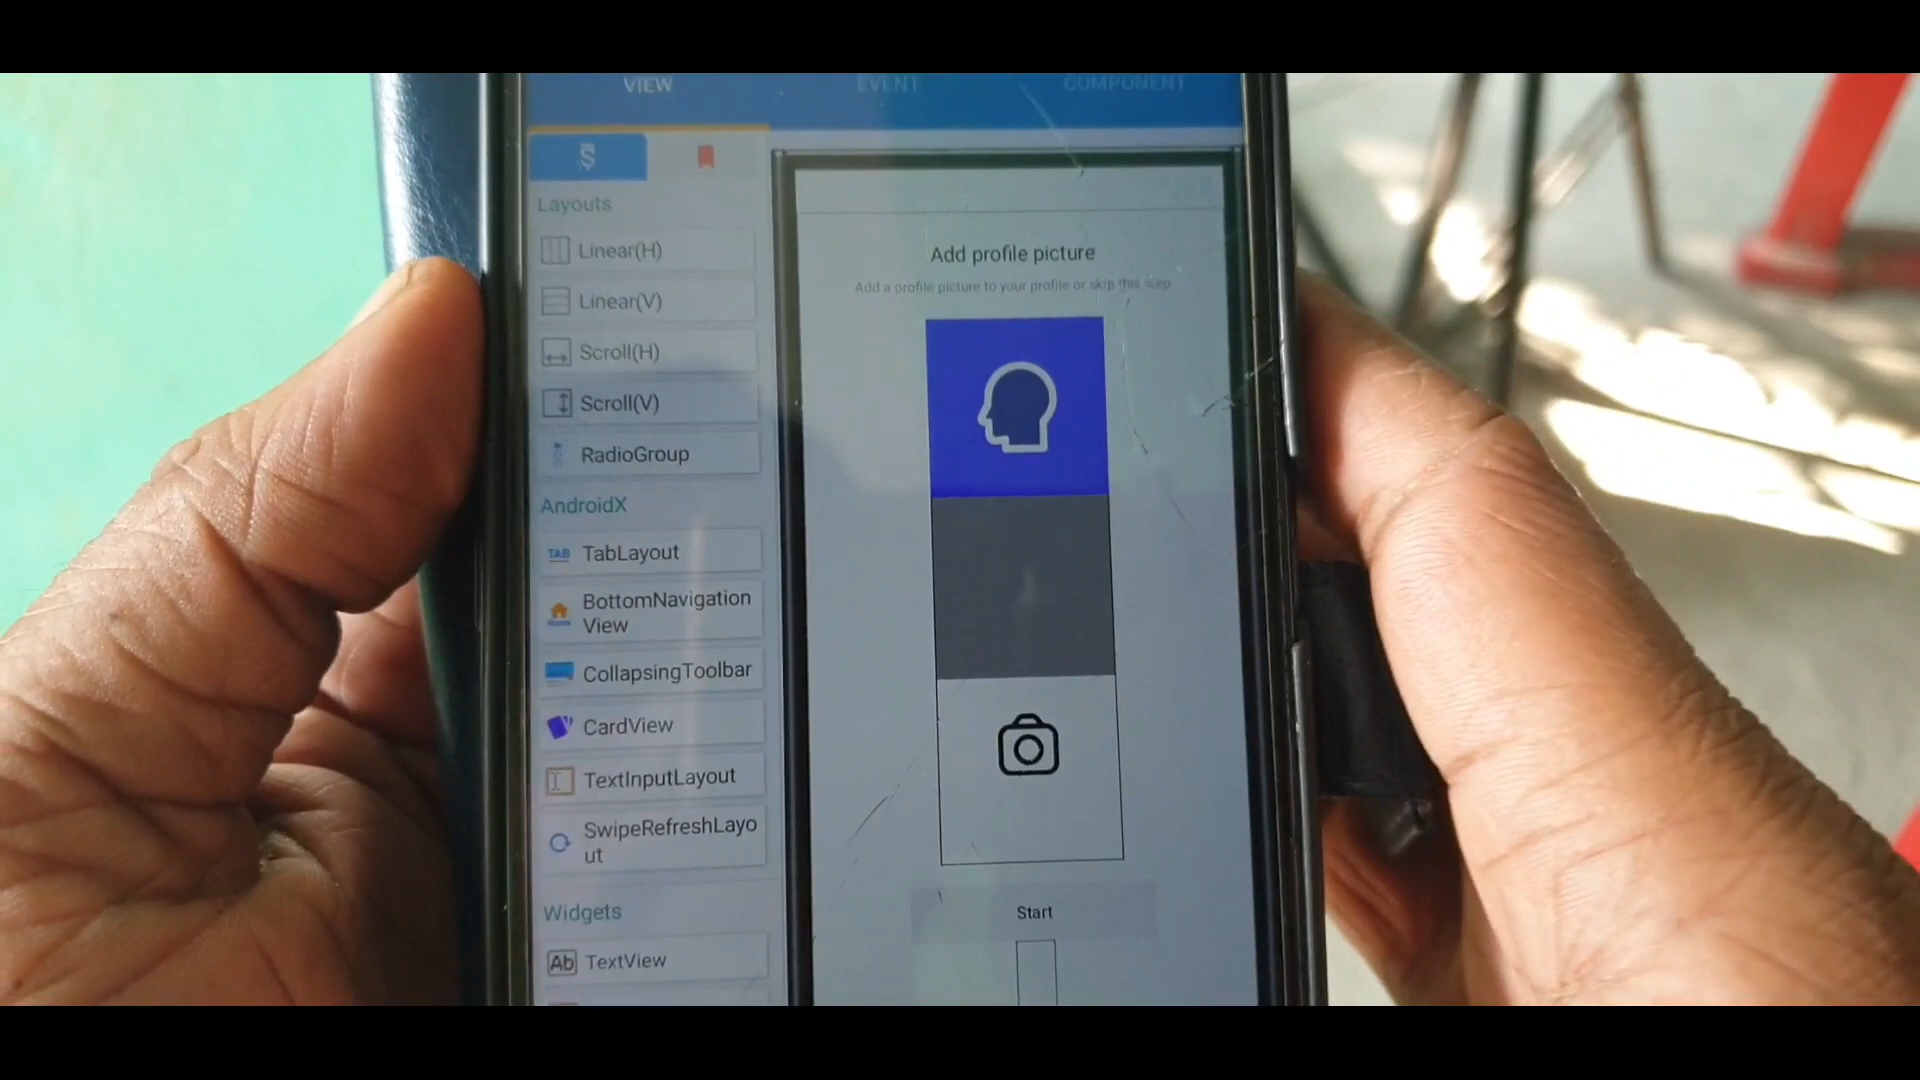 VIEW
EVENT
COMPONENT
Layouts
Linear(H)
Linear(V)
Scroll(H)
Scroll(V)
RadioGroup
AndroidX
TAB TabLayout
BottomNavigation
View
CollapsingToolbar
CardView
TextInputLayout
SwipeRefreshLayo
ut
Widgets
Ab TextView
Add profile picture
Add a profile picture to your profile or skip this step
Start